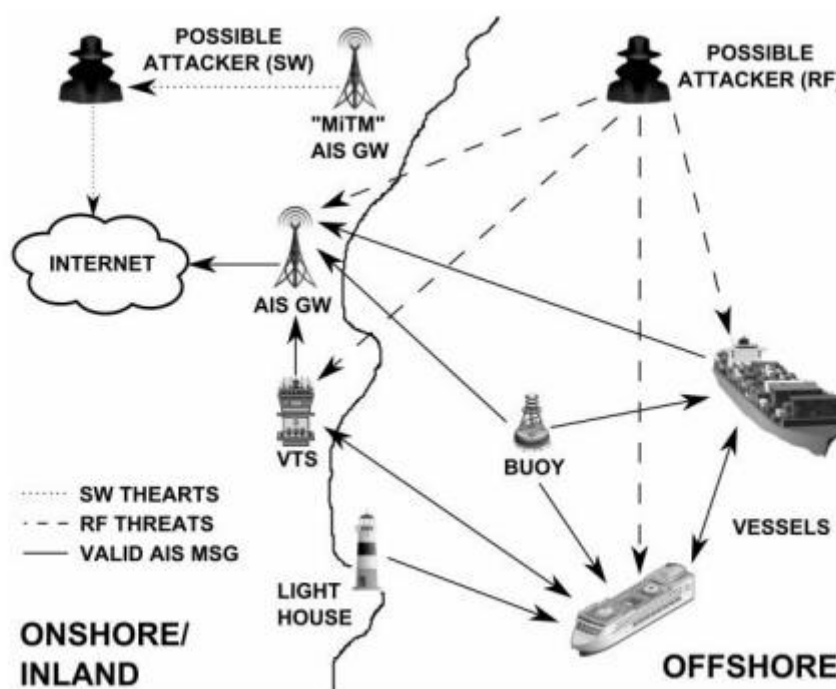 POSSIBLE
ATTACKER (SW)
"MiTM"
AIS GW
POSSIBLE
ATTACKER (RF)
INTERNET
AIS GW
VTS
BUOY
SW THEARTS
RF THREATS
VALID AIS MSG
VESSELS
LIGHT
HOUSE
ONSHORE/
INLAND
OFFSHORE